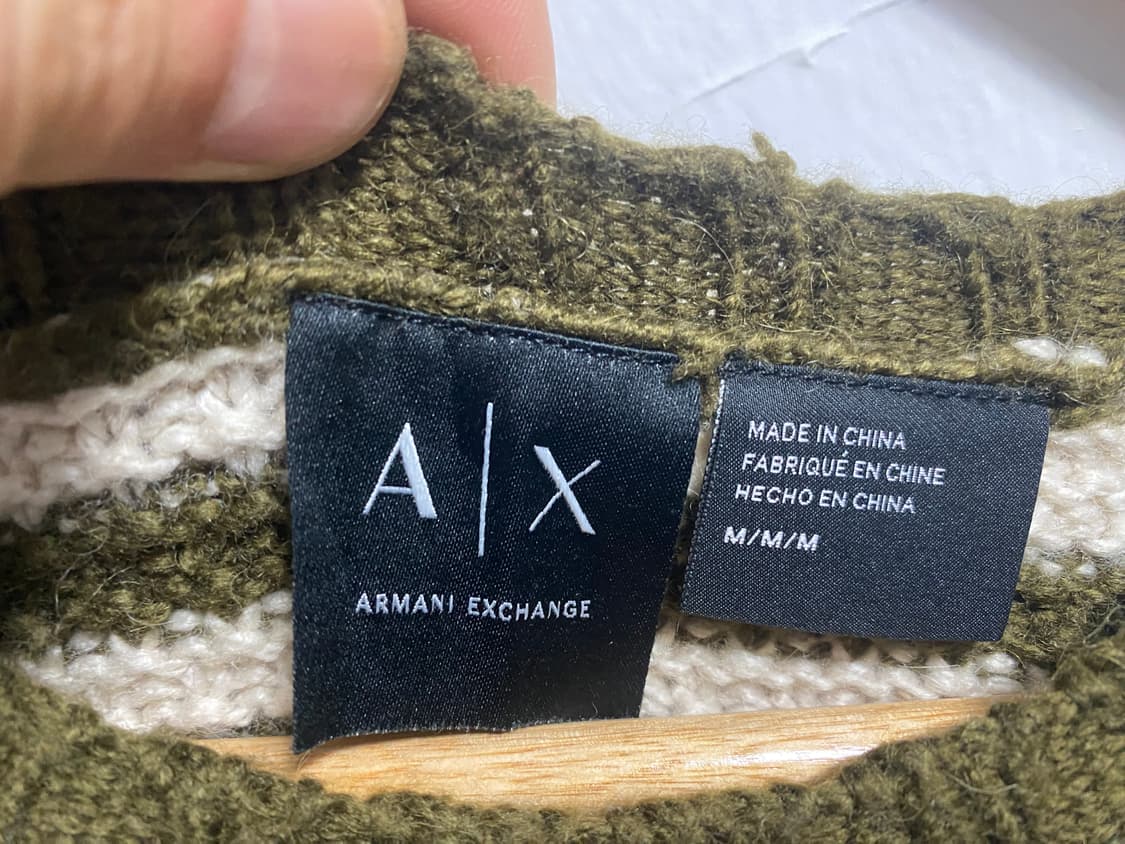 A|X
ARMANI EXCHANGE
MADE IN CHINA
FABRIQUÉ EN CHINE
HECHO EN CHINA
M/M/M